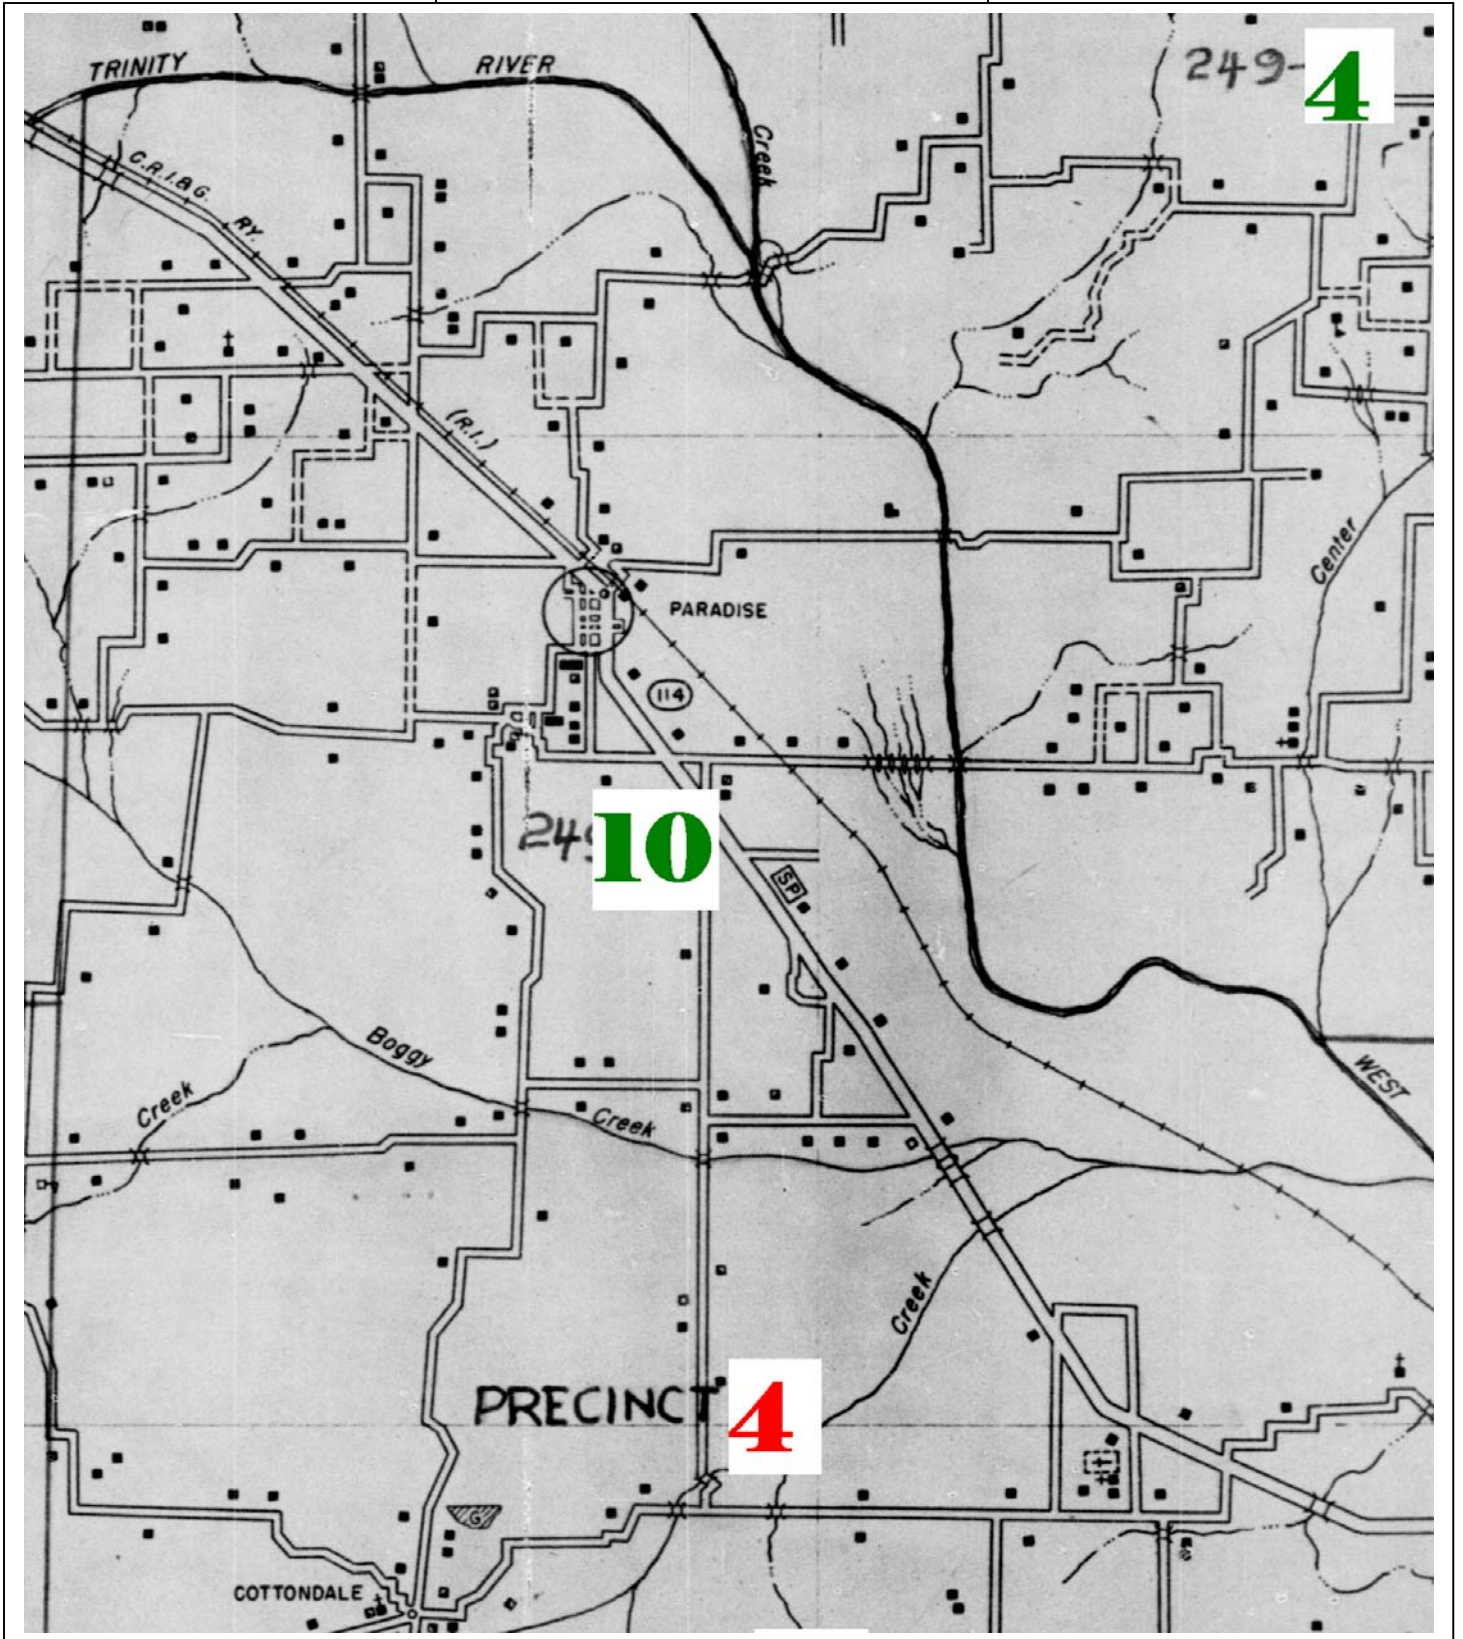 TRINITY RIVER
249-4
Creek
C.R.I.&G. RY.
(R.I.)
Center
PARADISE
114
10
SP
Boggy
Creek
Creek
WEST
Creek
PRECINCT 4
G
COTTONDALE